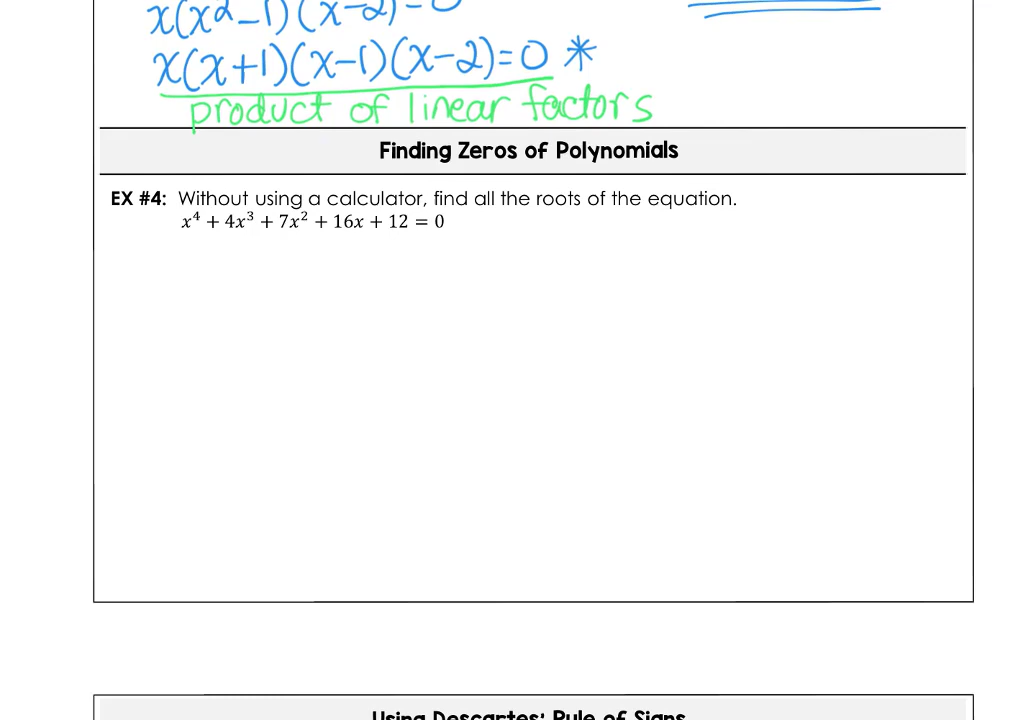 x(x²-1)(x-2)=0
x(x+1)(x-1)(x-2)=0 *
product of linear factors
Finding Zeros of Polynomials
EX #4: Without using a calculator, find all the roots of the equation.
x⁴ + 4x³ + 7x² + 16x + 12 = 0
Using Descartes' Rule of Signs